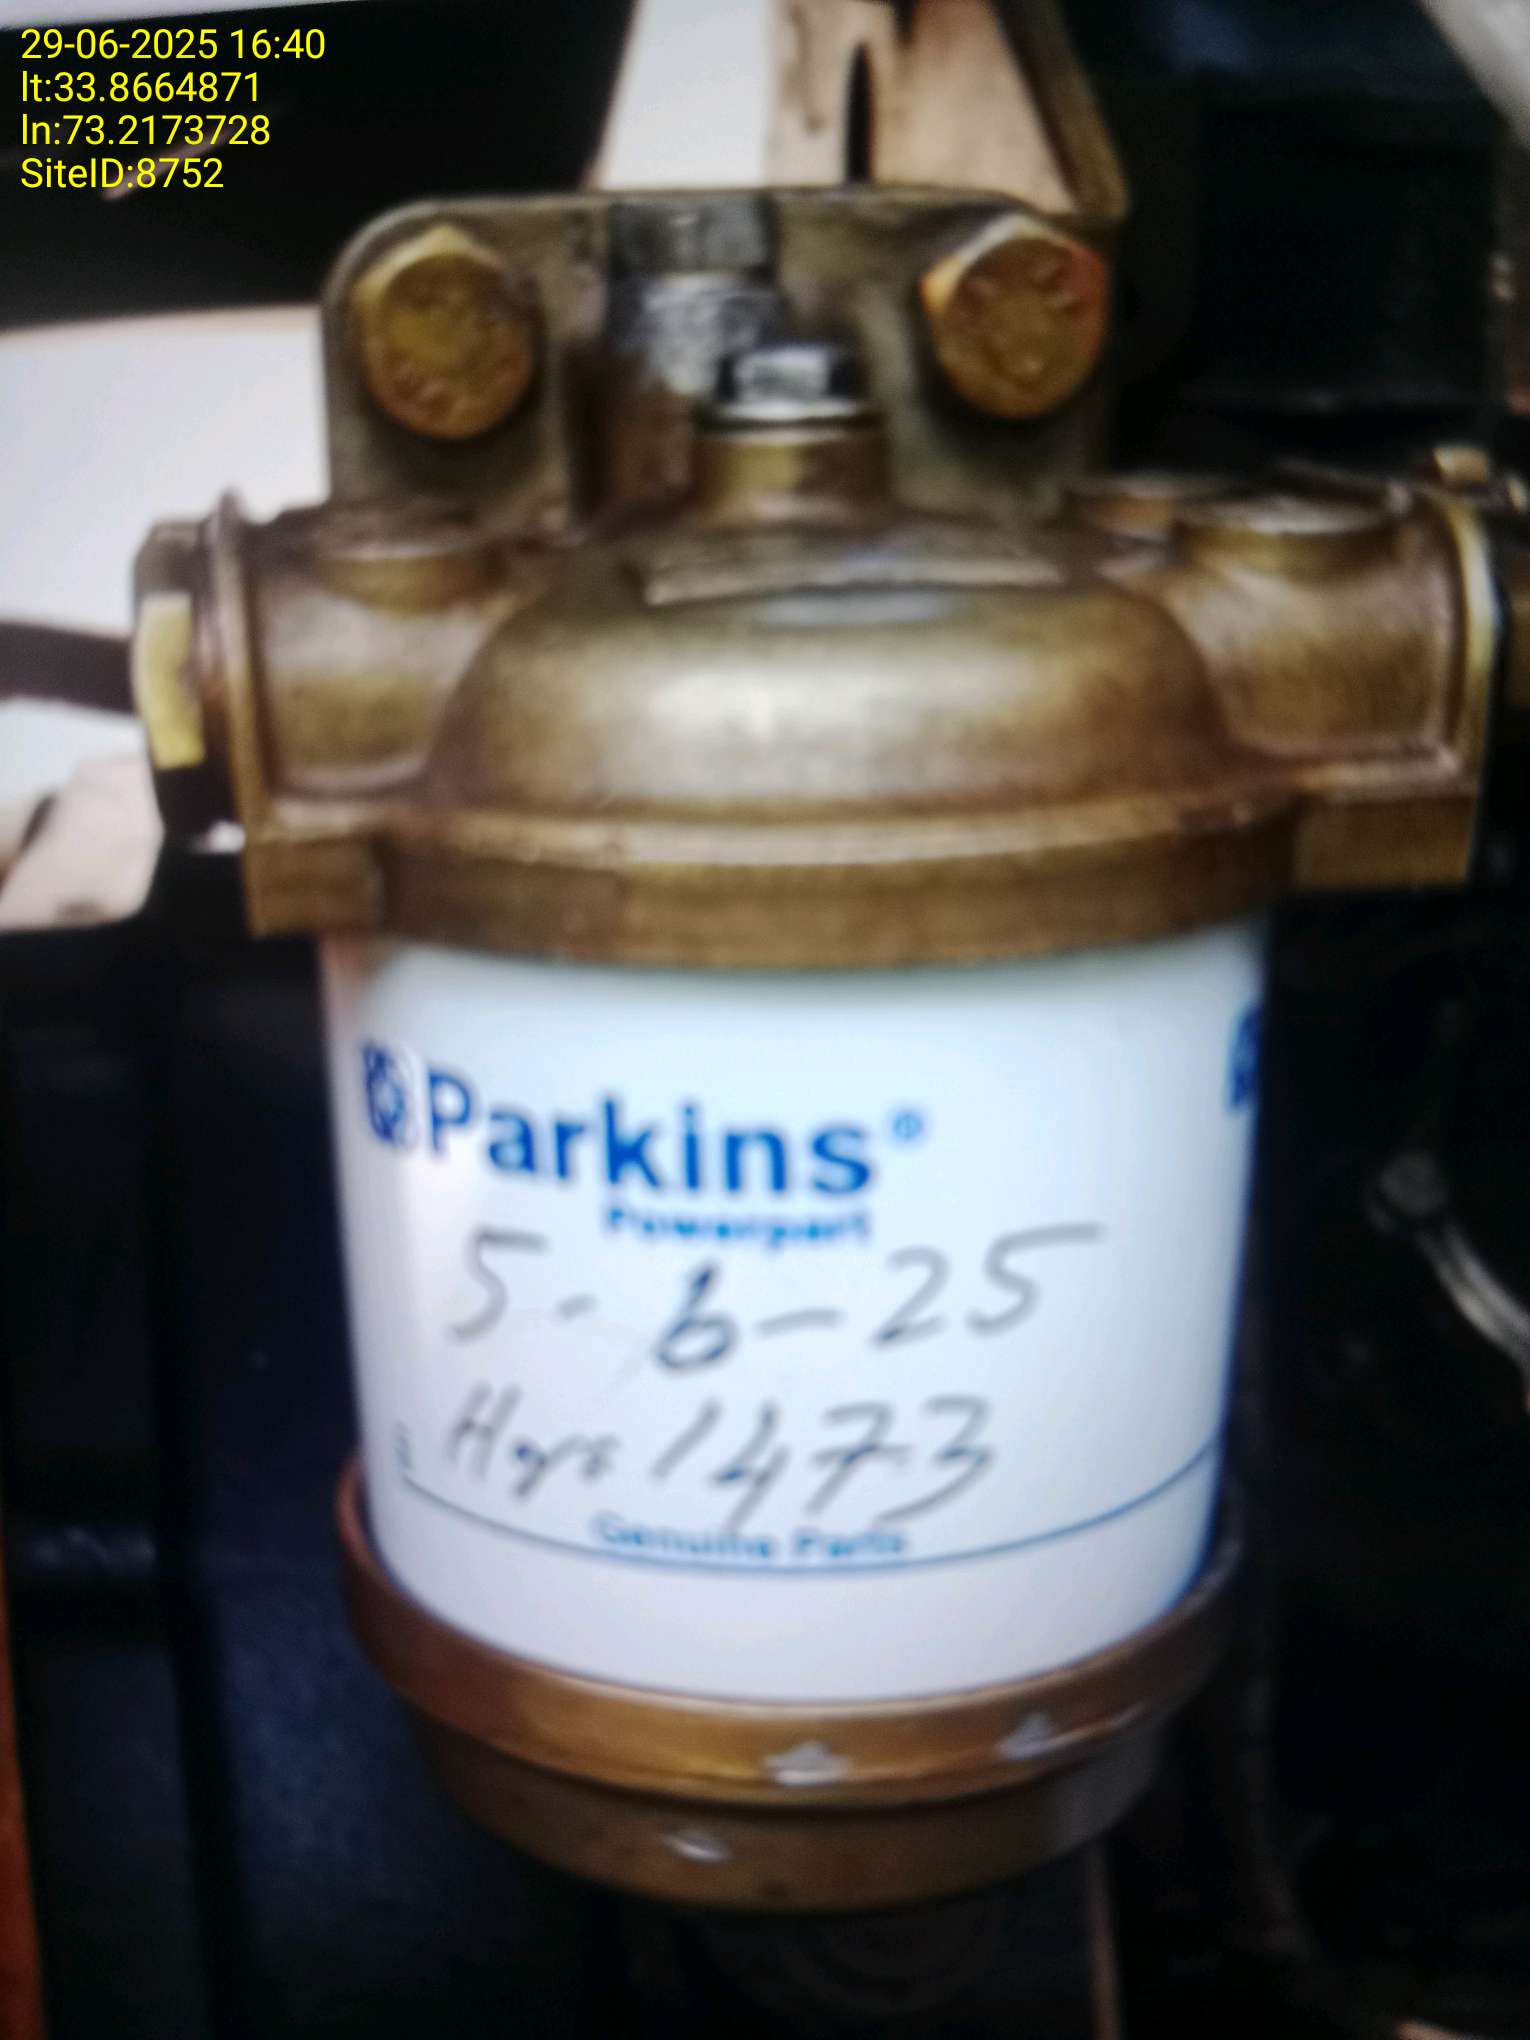 29-06-2025 16:40
lt:33.8664871
ln:73.2173728
SiteID:8752
Parkins®
Powerpart
5-6-25
Hrs 1473
Genuine Parts